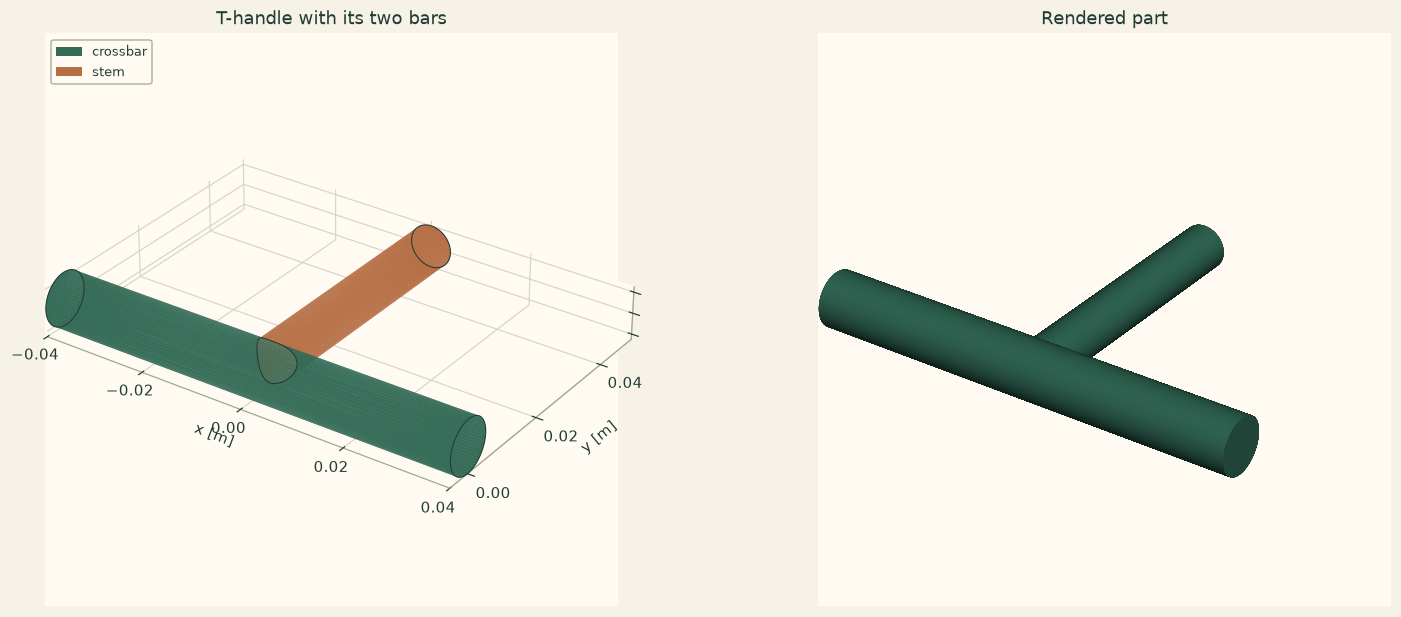 T-handle with its two bars
crossbar
stem
−0.04
−0.02
0.00
0.02
0.04
x [m]
0.00
0.02
0.04
y [m]
Rendered part